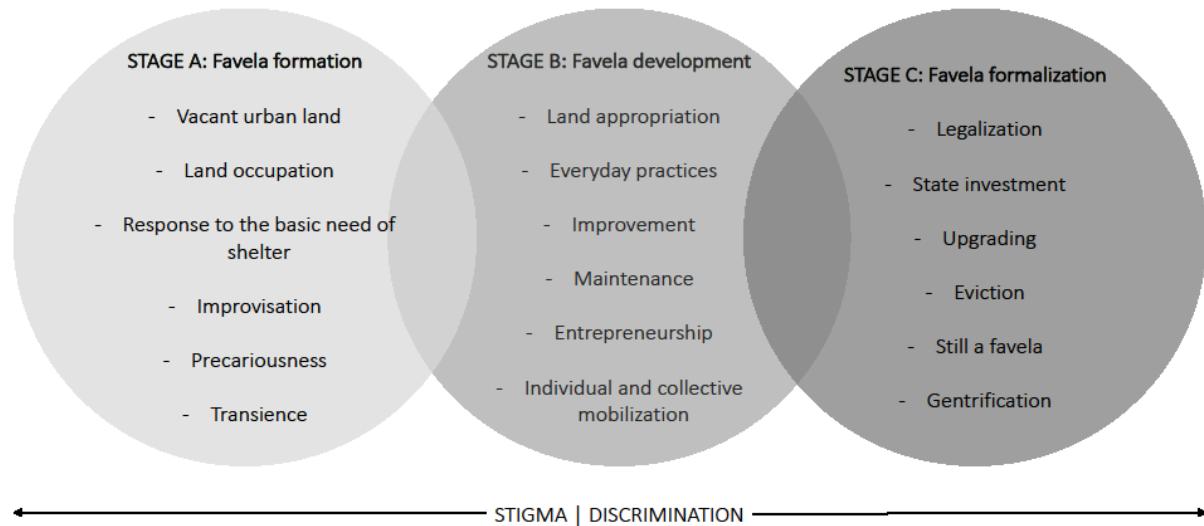 STAGE A: Favela formation
- Vacant urban land
- Land occupation
- Response to the basic need of
shelter
- Improvisation
- Precariousness
- Transience
STAGE B: Favela development
- Land appropriation
- Everyday practices
- Improvement
- Maintenance
- Entrepreneurship
- Individual and collective
mobilization
STAGE C: Favela formalization
- Legalization
- State investment
- Upgrading
- Eviction
- Still a favela
- Gentrification
STIGMA | DISCRIMINATION